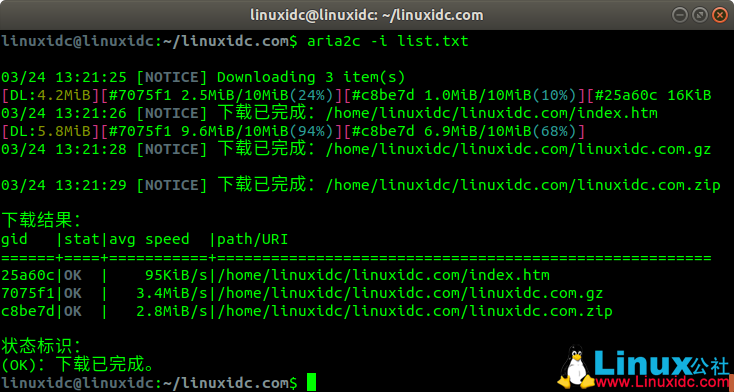 linuxidc@linuxidc: ~/linuxidc.com
linuxidc@linuxidc:~/linuxidc.com$ aria2c -i list.txt
03/24 13:21:25 [NOTICE] Downloading 3 item(s)
[DL:4.2MiB][#7075f1 2.5MiB/10MiB(24%)][#c8be7d 1.0MiB/10MiB(10%)][#25a60c 16KiB
03/24 13:21:26 [NOTICE] 下载已完成：/home/linuxidc/linuxidc.com/index.htm
[DL:5.8MiB][#7075f1 9.6MiB/10MiB(94%)][#c8be7d 6.9MiB/10MiB(68%)]
03/24 13:21:28 [NOTICE] 下载已完成：/home/linuxidc/linuxidc.com/linuxidc.com.gz
03/24 13:21:29 [NOTICE] 下载已完成：/home/linuxidc/linuxidc.com/linuxidc.com.zip
下载结果：
gid   |stat|avg speed  |path/URI
======+====+===========+=======================================================
25a60c|OK  |    95KiB/s|/home/linuxidc/linuxidc.com/index.htm
7075f1|OK  |   3.4MiB/s|/home/linuxidc/linuxidc.com/linuxidc.com.gz
c8be7d|OK  |   2.8MiB/s|/home/linuxidc/linuxidc.com/linuxidc.com.zip
状态标识：
(OK)：下载已完成。
linuxidc@linuxidc:~/linuxidc.com$
Linux公社
www.Linuxidc.com